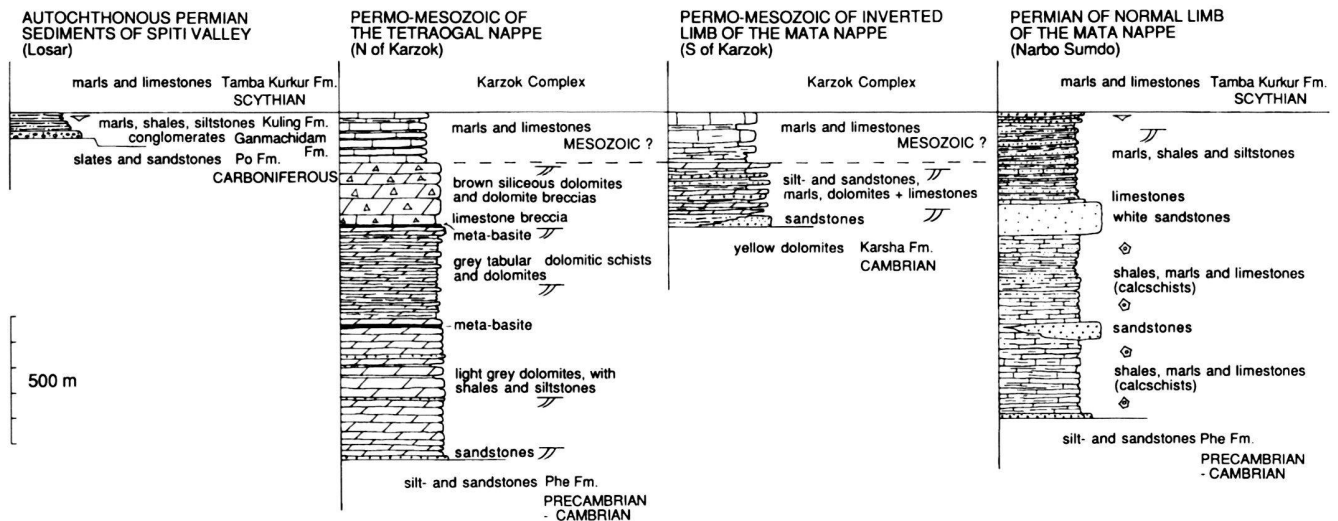 AUTOCHTHONOUS PERMIAN
SEDIMENTS OF SPITI VALLEY
(Losar)
marls and limestones Tamba Kurkur Fm.
SCYTHIAN
marls, shales, siltstones Kuling Fm.
conglomerates Ganmachidam
Fm.
slates and sandstones Po Fm.
CARBONIFEROUS
500 m
PERMO-MESOZOIC OF
THE TETRAOGAL NAPPE
(N of Karzok)
Karzok Complex
marls and limestones
MESOZOIC ?
brown siliceous dolomites
and dolomite breccias
limestone breccia
meta-basite
grey tabular dolomitic schists
and dolomites
meta-basite
light grey dolomites, with
shales and siltstones
sandstones
silt- and sandstones Phe Fm.
PRECAMBRIAN
- CAMBRIAN
PERMO-MESOZOIC OF INVERTED
LIMB OF THE MATA NAPPE
(S of Karzok)
Karzok Complex
marls and limestones
MESOZOIC ?
silt- and sandstones,
marls, dolomites + limestones
sandstones
yellow dolomites Karsha Fm.
CAMBRIAN
PERMIAN OF NORMAL LIMB
OF THE MATA NAPPE
(Narbo Sumdo)
marls and limestones Tamba Kurkur Fm.
SCYTHIAN
marls, shales and siltstones
limestones
white sandstones
shales, marls and limestones
(calcschists)
sandstones
shales, marls and limestones
(calcschists)
silt- and sandstones Phe Fm.
PRECAMBRIAN
- CAMBRIAN